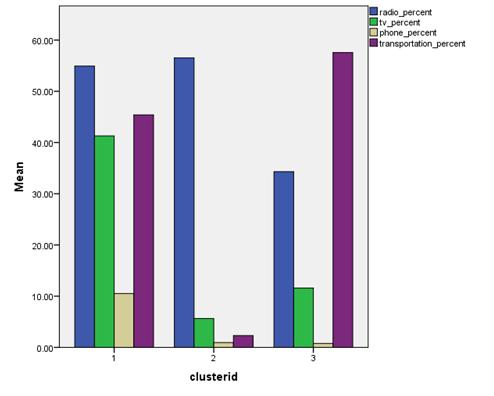 radio_percent
tv_percent
phone_percent
transportation_percent
60.00
50.00
40.00
30.00
20.00
10.00
0.00
Mean
1 2 3
clusterid